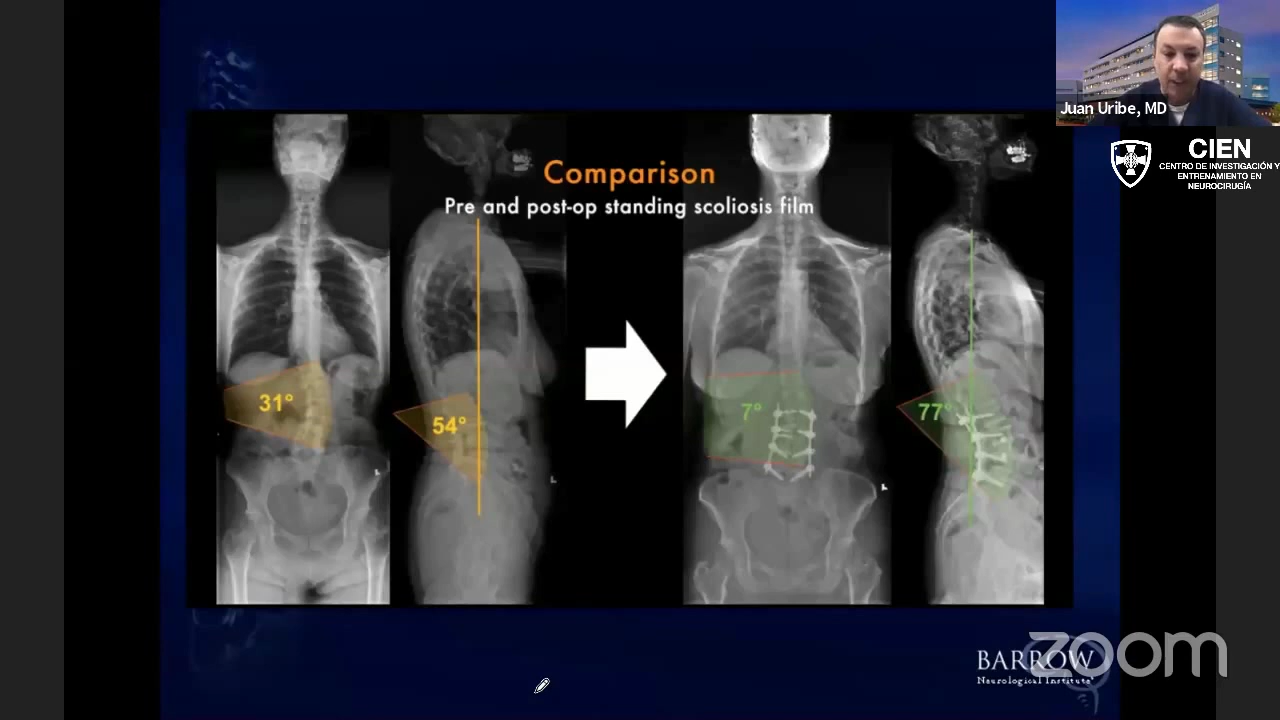 Juan Uribe, MD
CIEN
CENTRO DE INVESTIGACIÓN Y
ENTRENAMIENTO EN
NEUROCIRUGÍA
Comparison
Pre and post-op standing scoliosis film
31°
54°
7°
77°
L
L
BARROW
Neurological Institute
zoom